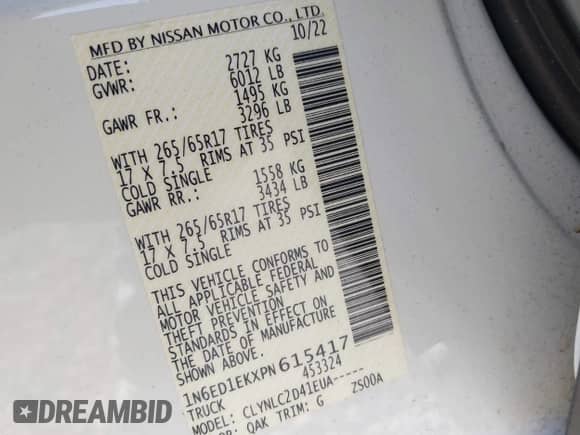 MFD BY NISSAN MOTOR CO., LTD.
DATE: 10/22
GVWR: 2727 KG
6012 LB
GAWR FR.: 1495 KG
3296 LB
WITH 265/65R17 TIRES
17 X 7.5 RIMS AT 35 PSI
COLD SINGLE
GAWR RR.: 1558 KG
3434 LB
WITH 265/65R17 TIRES
17 X 7.5 RIMS AT 35 PSI
COLD SINGLE
THIS VEHICLE CONFORMS TO
ALL APPLICABLE FEDERAL
MOTOR VEHICLE SAFETY AND
THEFT PREVENTION
STANDARDS IN EFFECT ON
THE DATE OF MANUFACTURE
SHOWN ABOVE.
1N6ED1EKXPN615417
TRUCK 453324
MODEL: CLYNLC2D41EUA-----
QAK TRIM: G ZS00A
DREAMBID